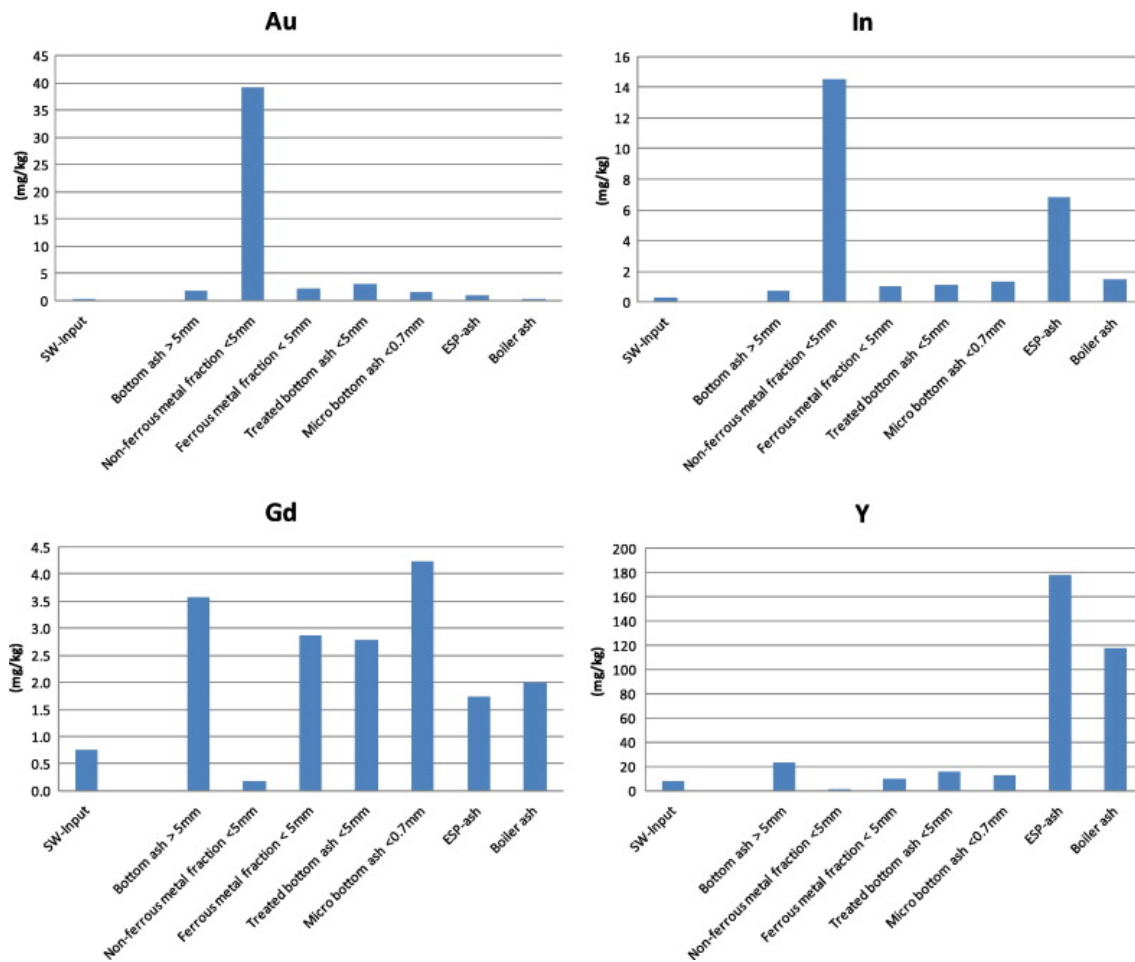 Au
(mg/kg)
45
40
35
30
25
20
15
10
5
0
SW-Input
Bottom ash > 5mm
Non-ferrous metal fraction <5mm
Ferrous metal fraction < 5mm
Treated bottom ash <5mm
Micro bottom ash <0.7mm
ESP-ash
Boiler ash
In
(mg/kg)
16
14
12
10
8
6
4
2
0
SW-Input
Bottom ash > 5mm
Non-ferrous metal fraction <5mm
Ferrous metal fraction < 5mm
Treated bottom ash <5mm
Micro bottom ash <0.7mm
ESP-ash
Boiler ash
Gd
(mg/kg)
4.5
4.0
3.5
3.0
2.5
2.0
1.5
1.0
0.5
0.0
SW-Input
Bottom ash > 5mm
Non-ferrous metal fraction <5mm
Ferrous metal fraction < 5mm
Treated bottom ash <5mm
Micro bottom ash <0.7mm
ESP-ash
Boiler ash
Y
(mg/kg)
200
180
160
140
120
100
80
60
40
20
0
SW-Input
Bottom ash > 5mm
Non-ferrous metal fraction <5mm
Ferrous metal fraction < 5mm
Treated bottom ash <5mm
Micro bottom ash <0.7mm
ESP-ash
Boiler ash